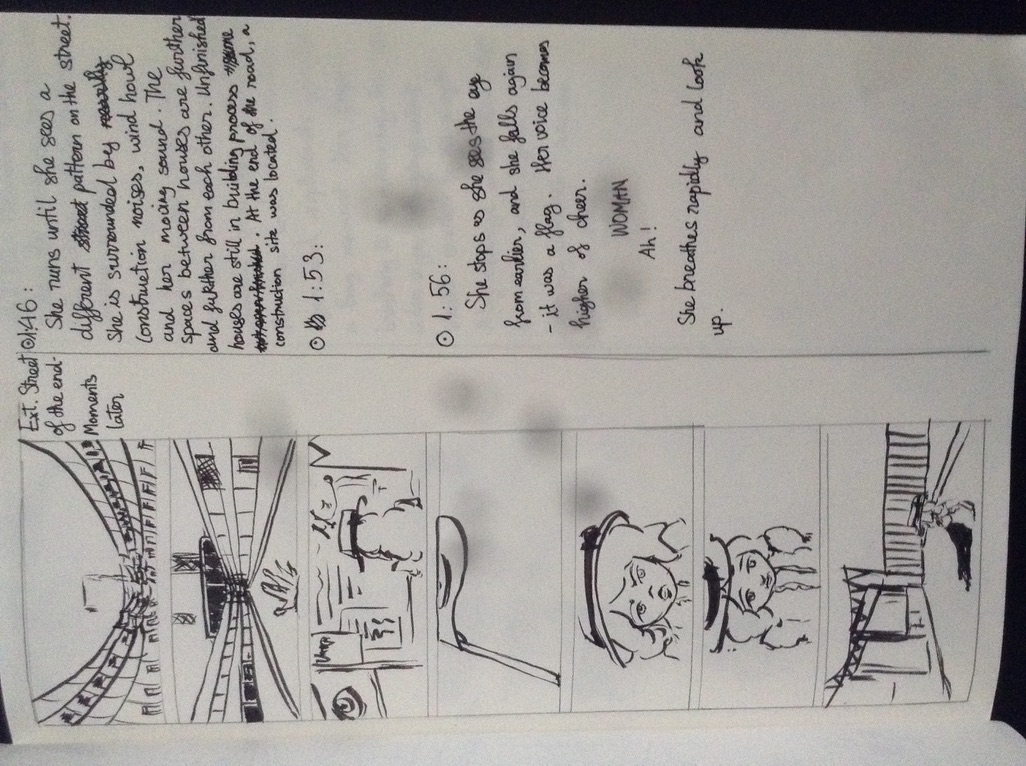 Ext. Street
of the end-
Moments
later
⊙1:46:
She runs until she sees a
different street pattern on the street.
She is surrounded by
construction noises, wind howl
and her moving sound. The
spaces between houses are further
and further from each other. Unfinished
houses are still in building process
. At the end of the road, a
construction site was located.
⊙ 1:53:
⊙ 1:56:
She stops as she sees the eye
from earlier, and she falls again
- it was a flag. Her voice becomes
higher of cheer.
WOMAN
Ah!
She breathes rapidly and look
up.